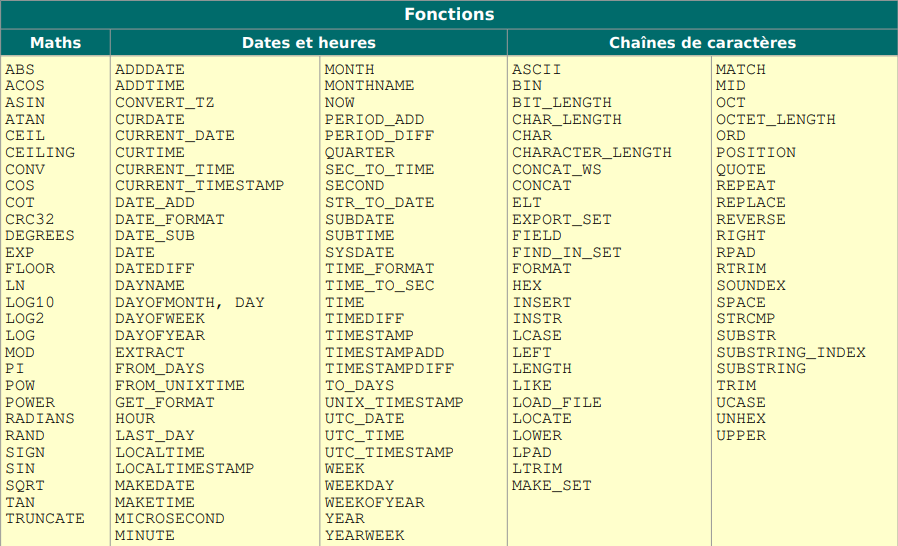 Fonctions
Maths
Dates et heures
Chaînes de caractères
ABS
ACOS
ASIN
ATAN
CEIL
CEILING
CONV
COS
COT
CRC32
DEGREES
EXP
FLOOR
LN
LOG10
LOG2
LOG
MOD
PI
POW
POWER
RADIANS
RAND
SIGN
SIN
SQRT
TAN
TRUNCATE
ADDDATE
ADDTIME
CONVERT_TZ
CURDATE
CURRENT_DATE
CURTIME
CURRENT_TIME
CURRENT_TIMESTAMP
DATE_ADD
DATE_FORMAT
DATE_SUB
DATE
DATEDIFF
DAYNAME
DAYOFMONTH, DAY
DAYOFWEEK
DAYOFYEAR
EXTRACT
FROM_DAYS
FROM_UNIXTIME
GET_FORMAT
HOUR
LAST_DAY
LOCALTIME
LOCALTIMESTAMP
MAKEDATE
MAKETIME
MICROSECOND
MINUTE
MONTH
MONTHNAME
NOW
PERIOD_ADD
PERIOD_DIFF
QUARTER
SEC_TO_TIME
SECOND
STR_TO_DATE
SUBDATE
SUBTIME
SYSDATE
TIME_FORMAT
TIME_TO_SEC
TIME
TIMEDIFF
TIMESTAMP
TIMESTAMPADD
TIMESTAMPDIFF
TO_DAYS
UNIX_TIMESTAMP
UTC_DATE
UTC_TIME
UTC_TIMESTAMP
WEEK
WEEKDAY
WEEKOFYEAR
YEAR
YEARWEEK
ASCII
BIN
BIT_LENGTH
CHAR_LENGTH
CHAR
CHARACTER_LENGTH
CONCAT_WS
CONCAT
ELT
EXPORT_SET
FIELD
FIND_IN_SET
FORMAT
HEX
INSERT
INSTR
LCASE
LEFT
LENGTH
LIKE
LOAD_FILE
LOCATE
LOWER
LPAD
LTRIM
MAKE_SET
MATCH
MID
OCT
OCTET_LENGTH
ORD
POSITION
QUOTE
REPEAT
REPLACE
REVERSE
RIGHT
RPAD
RTRIM
SOUNDEX
SPACE
STRCMP
SUBSTR
SUBSTRING_INDEX
SUBSTRING
TRIM
UCASE
UNHEX
UPPER